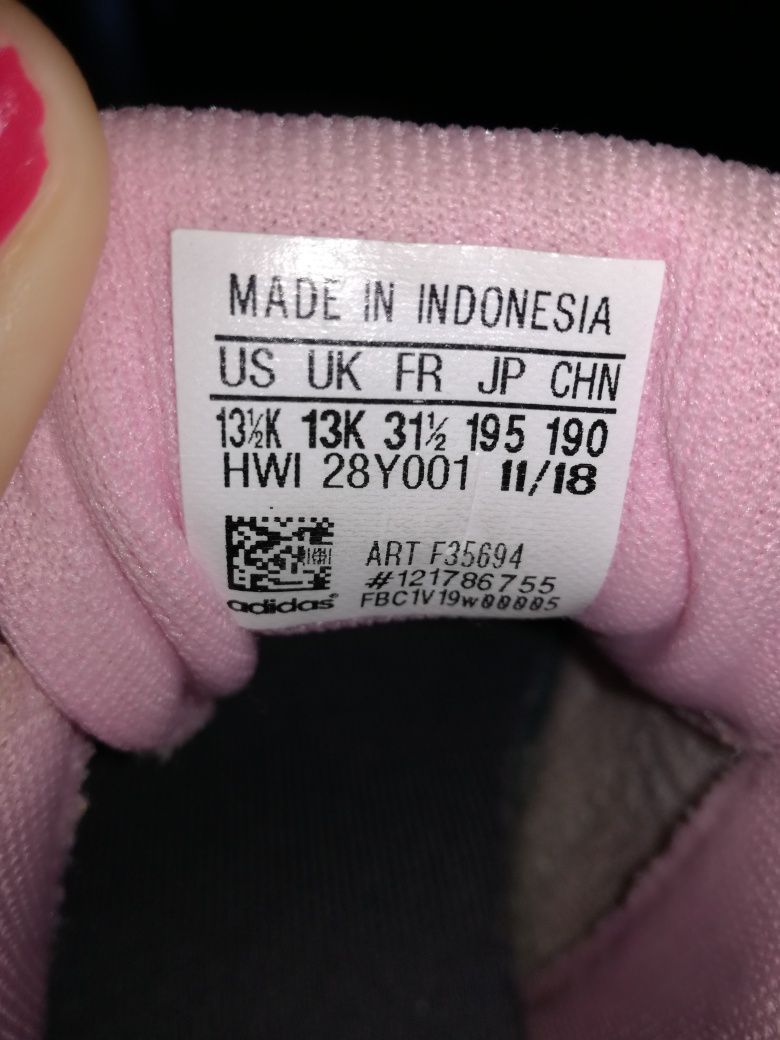 MADE IN INDONESIA
US UK FR JP CHN
13½K 13K 31½ 195 190
HWI 28Y001 11/18
ART F35694
#121786755
adidas FBC1V19w00005